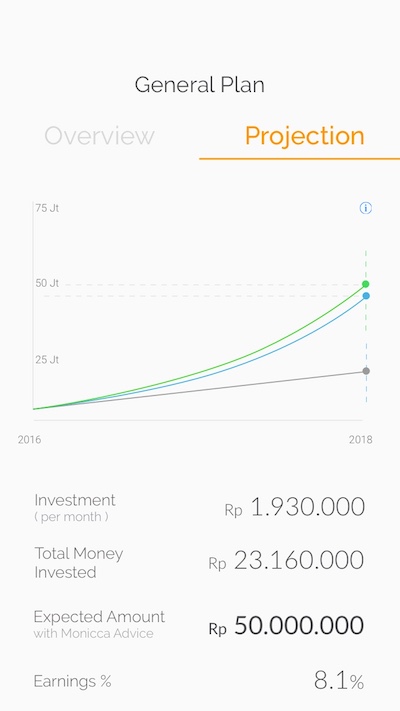 General Plan
Overview Projection
75 Jt
i
50 Jt
25 Jt
2016 2018
Investment
( per month )
Rp 1.930.000
Total Money
Invested
Rp 23.160.000
Expected Amount
with Monicca Advice
Rp 50.000.000
Earnings % 8.1%